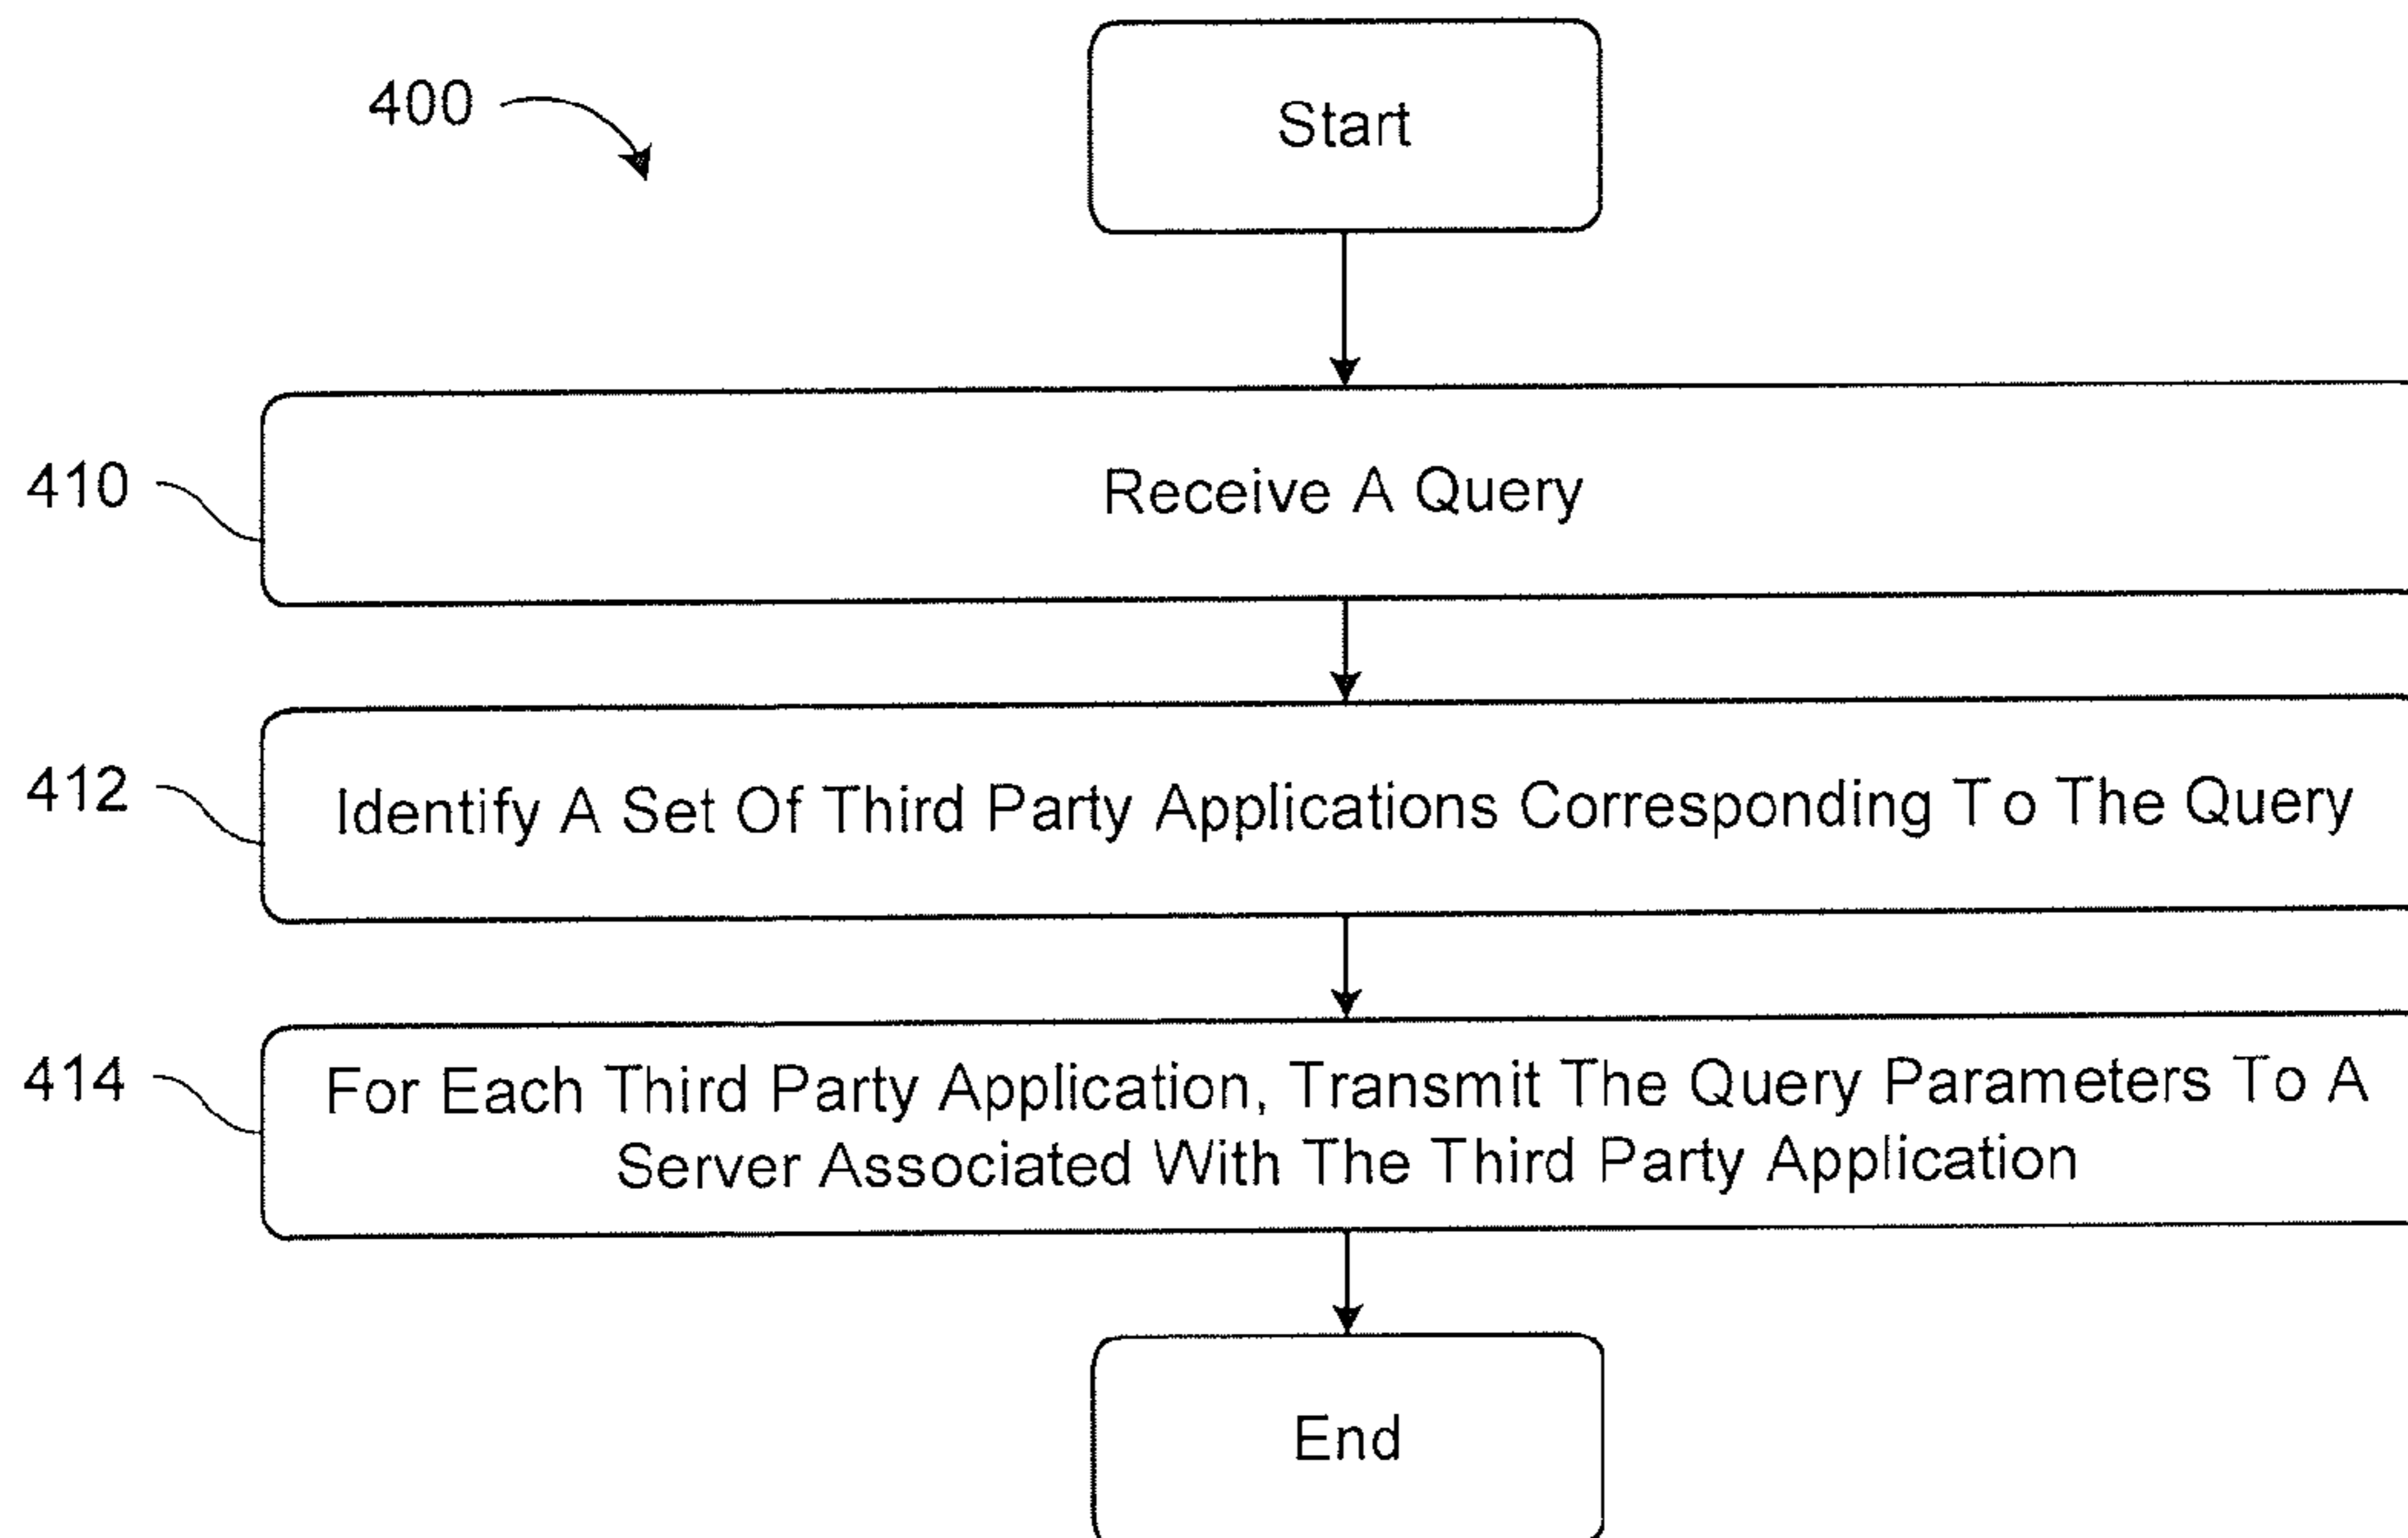 400
Start
410
Receive A Query
412
Identify A Set Of Third Party Applications Corresponding To The Query
414
For Each Third Party Application, Transmit The Query Parameters To A
Server Associated With The Third Party Application
End